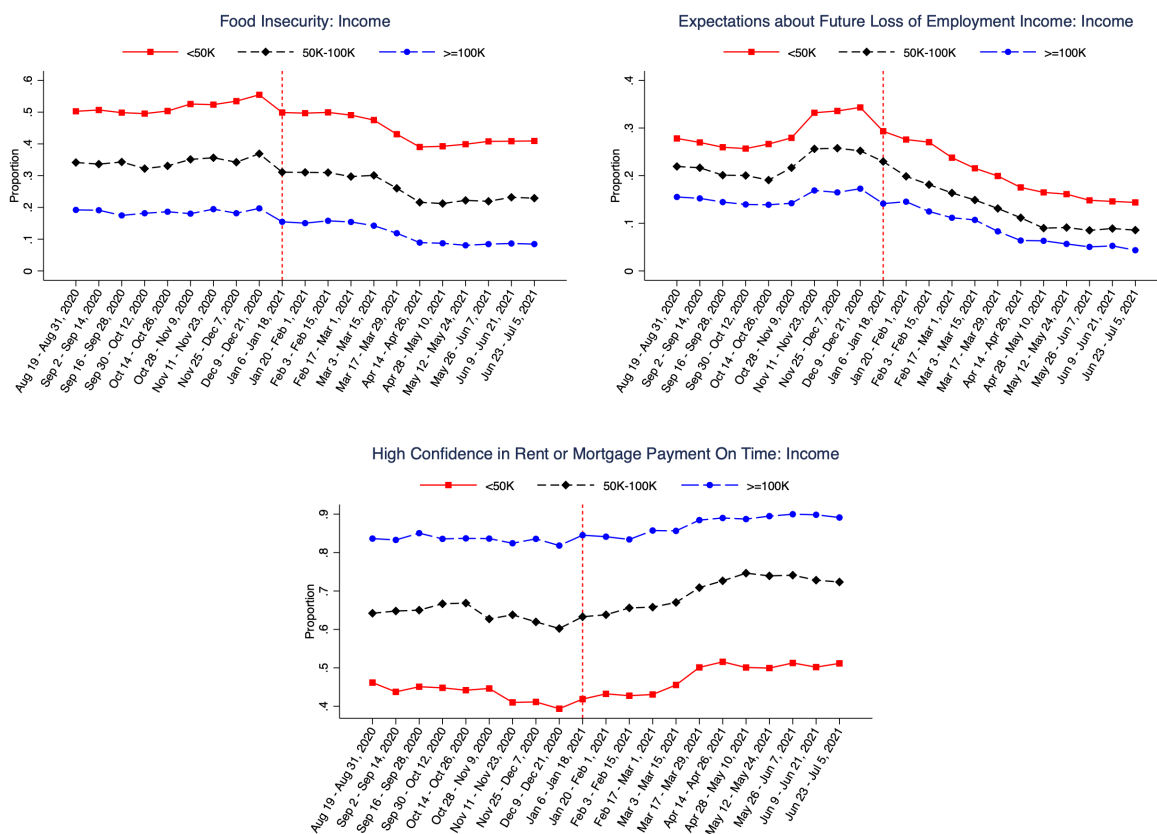 Food Insecurity: Income
<50K 50K-100K >=100K
Proportion
.6
.5
.4
.3
.2
.1
0
Aug 19 - Aug 31, 2020
Sep 2 - Sep 14, 2020
Sep 16 - Sep 28, 2020
Sep 30 - Oct 12, 2020
Oct 14 - Oct 26, 2020
Oct 28 - Nov 9, 2020
Nov 11 - Nov 23, 2020
Nov 25 - Dec 7, 2020
Dec 9 - Dec 21, 2020
Jan 6 - Jan 18, 2021
Jan 20 - Feb 1, 2021
Feb 3 - Feb 15, 2021
Feb 17 - Mar 1, 2021
Mar 3 - Mar 15, 2021
Mar 17 - Mar 29, 2021
Apr 14 - Apr 26, 2021
Apr 28 - May 10, 2021
May 12 - May 24, 2021
May 26 - Jun 7, 2021
Jun 9 - Jun 21, 2021
Jun 23 - Jul 5, 2021
Expectations about Future Loss of Employment Income: Income
<50K 50K-100K >=100K
Proportion
.4
.3
.2
.1
0
Aug 19 - Aug 31, 2020
Sep 2 - Sep 14, 2020
Sep 16 - Sep 28, 2020
Sep 30 - Oct 12, 2020
Oct 14 - Oct 26, 2020
Oct 28 - Nov 9, 2020
Nov 11 - Nov 23, 2020
Nov 25 - Dec 7, 2020
Dec 9 - Dec 21, 2020
Jan 6 - Jan 18, 2021
Jan 20 - Feb 1, 2021
Feb 3 - Feb 15, 2021
Feb 17 - Mar 1, 2021
Mar 3 - Mar 15, 2021
Mar 17 - Mar 29, 2021
Apr 14 - Apr 26, 2021
Apr 28 - May 10, 2021
May 12 - May 24, 2021
May 26 - Jun 7, 2021
Jun 9 - Jun 21, 2021
Jun 23 - Jul 5, 2021
High Confidence in Rent or Mortgage Payment On Time: Income
<50K 50K-100K >=100K
Proportion
.9
.8
.7
.6
.5
.4
Aug 19 - Aug 31, 2020
Sep 2 - Sep 14, 2020
Sep 16 - Sep 28, 2020
Sep 30 - Oct 12, 2020
Oct 14 - Oct 26, 2020
Oct 28 - Nov 9, 2020
Nov 11 - Nov 23, 2020
Nov 25 - Dec 7, 2020
Dec 9 - Dec 21, 2020
Jan 6 - Jan 18, 2021
Jan 20 - Feb 1, 2021
Feb 3 - Feb 15, 2021
Feb 17 - Mar 1, 2021
Mar 3 - Mar 15, 2021
Mar 17 - Mar 29, 2021
Apr 14 - Apr 26, 2021
Apr 28 - May 10, 2021
May 12 - May 24, 2021
May 26 - Jun 7, 2021
Jun 9 - Jun 21, 2021
Jun 23 - Jul 5, 2021